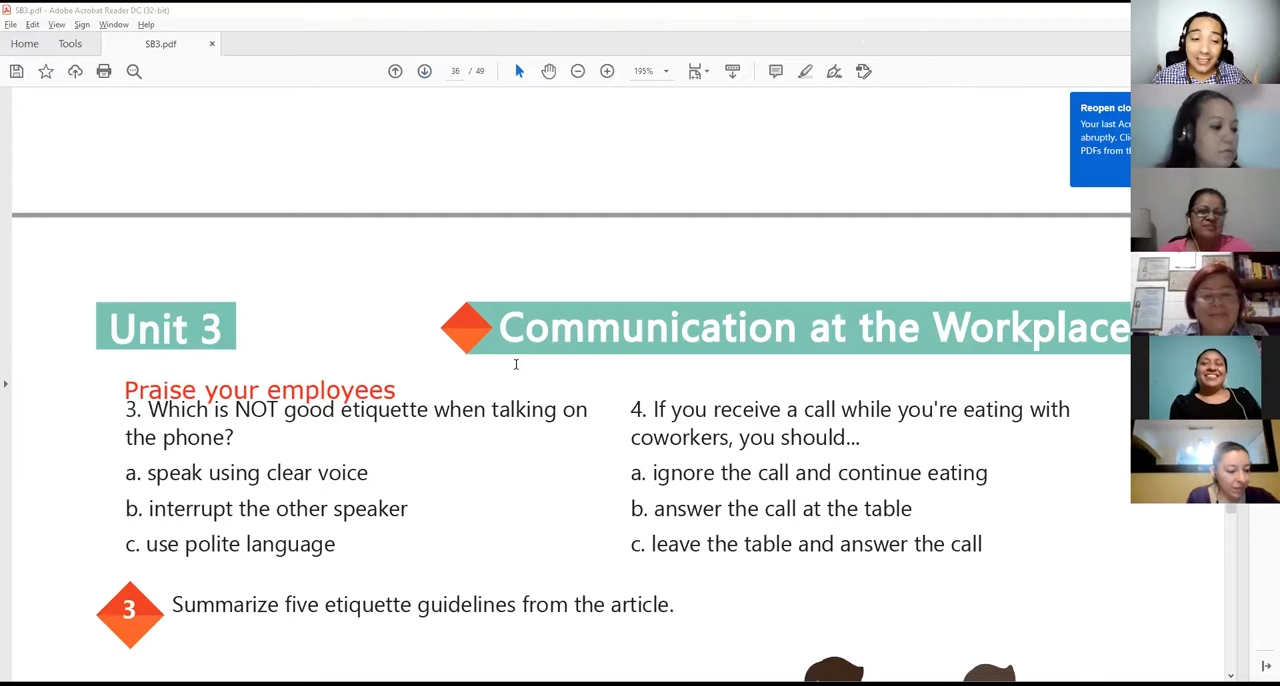 SB3.pdf - Adobe Acrobat Reader DC (32-bit)
File Edit View Sign Window Help
Home Tools SB3.pdf ×
36 / 49 195%
Reopen clo
Your last Acr
abruptly. Cli
PDFs from th
Unit 3 Communication at the Workplace
Praise your employees
3. Which is NOT good etiquette when talking on
the phone?
a. speak using clear voice
b. interrupt the other speaker
c. use polite language
4. If you receive a call while you're eating with
coworkers, you should...
a. ignore the call and continue eating
b. answer the call at the table
c. leave the table and answer the call
3 Summarize five etiquette guidelines from the article.